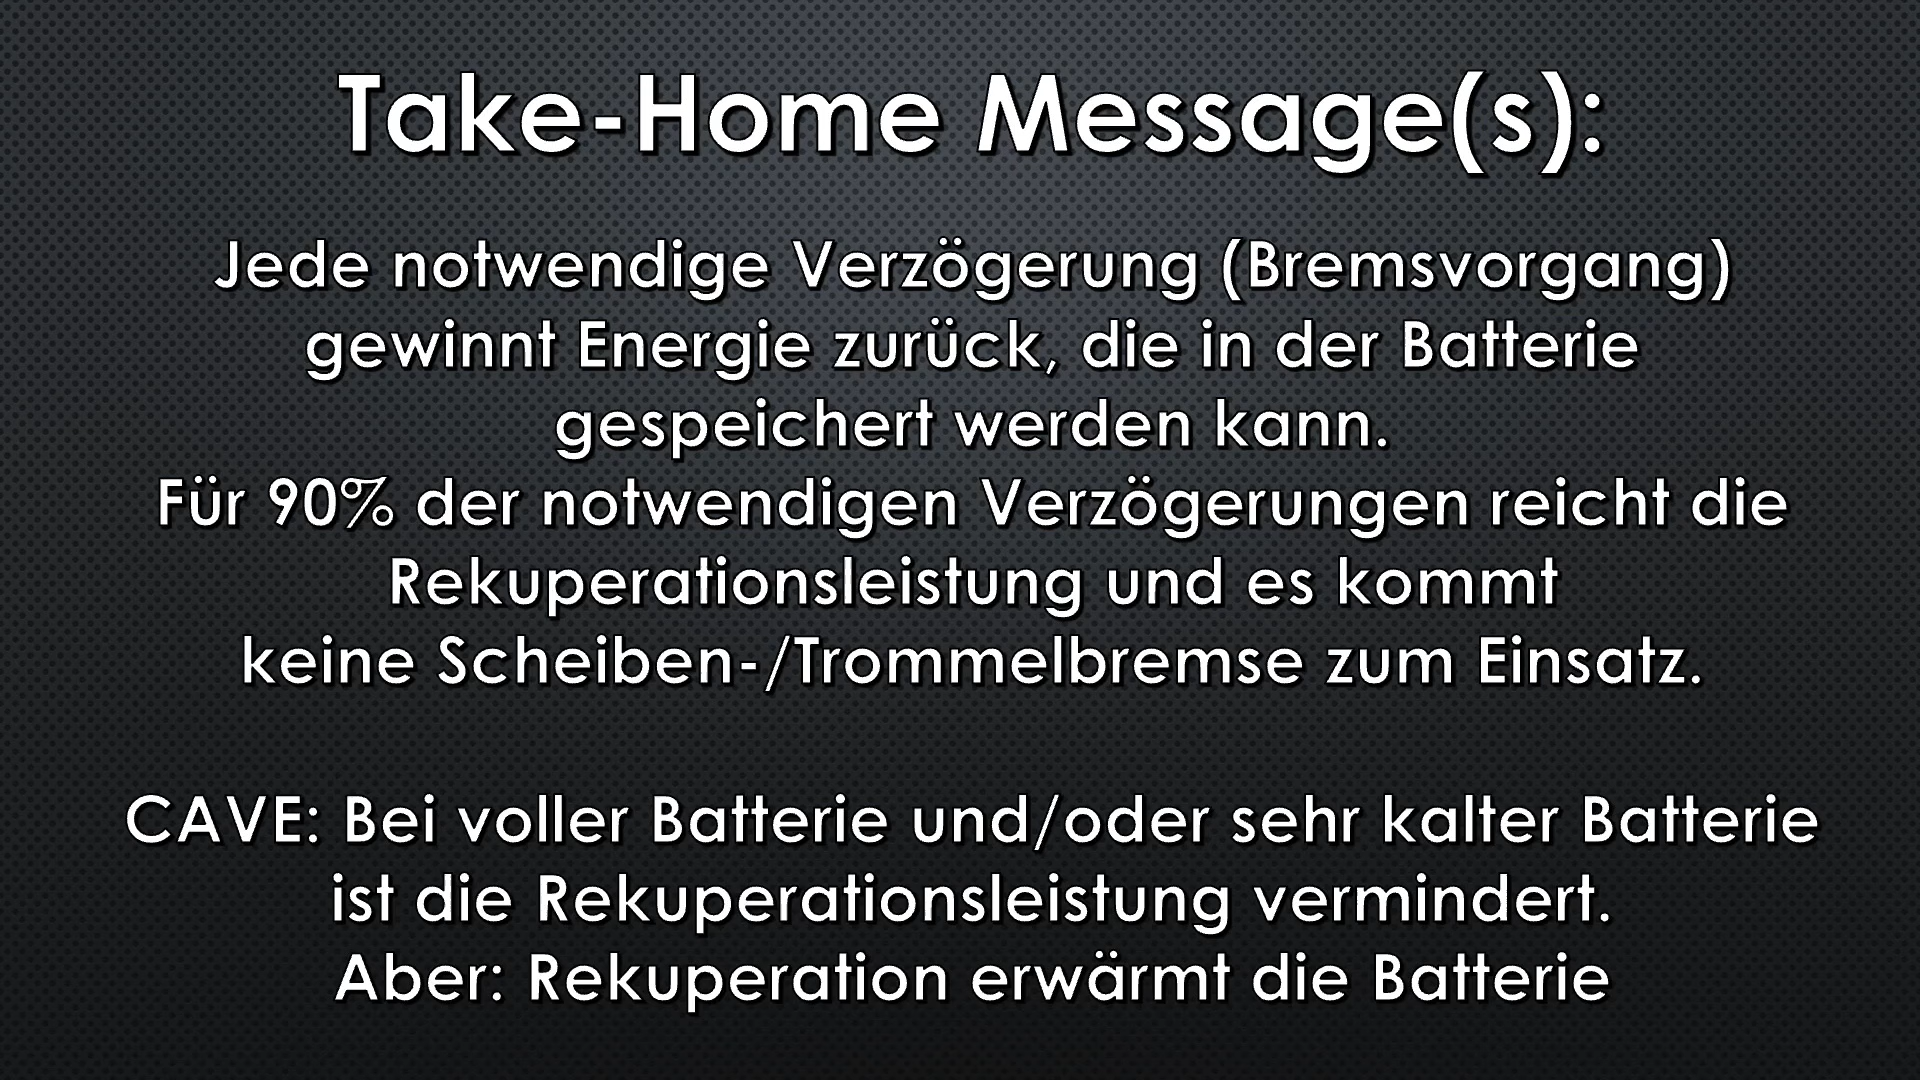 Take-Home Message(s):
Jede notwendige Verzögerung (Bremsvorgang)
gewinnt Energie zurück, die in der Batterie
gespeichert werden kann.
Für 90% der notwendigen Verzögerungen reicht die
Rekuperationsleistung und es kommt
keine Scheiben-/Trommelbremse zum Einsatz.
CAVE: Bei voller Batterie und/oder sehr kalter Batterie
ist die Rekuperationsleistung vermindert.
Aber: Rekuperation erwärmt die Batterie